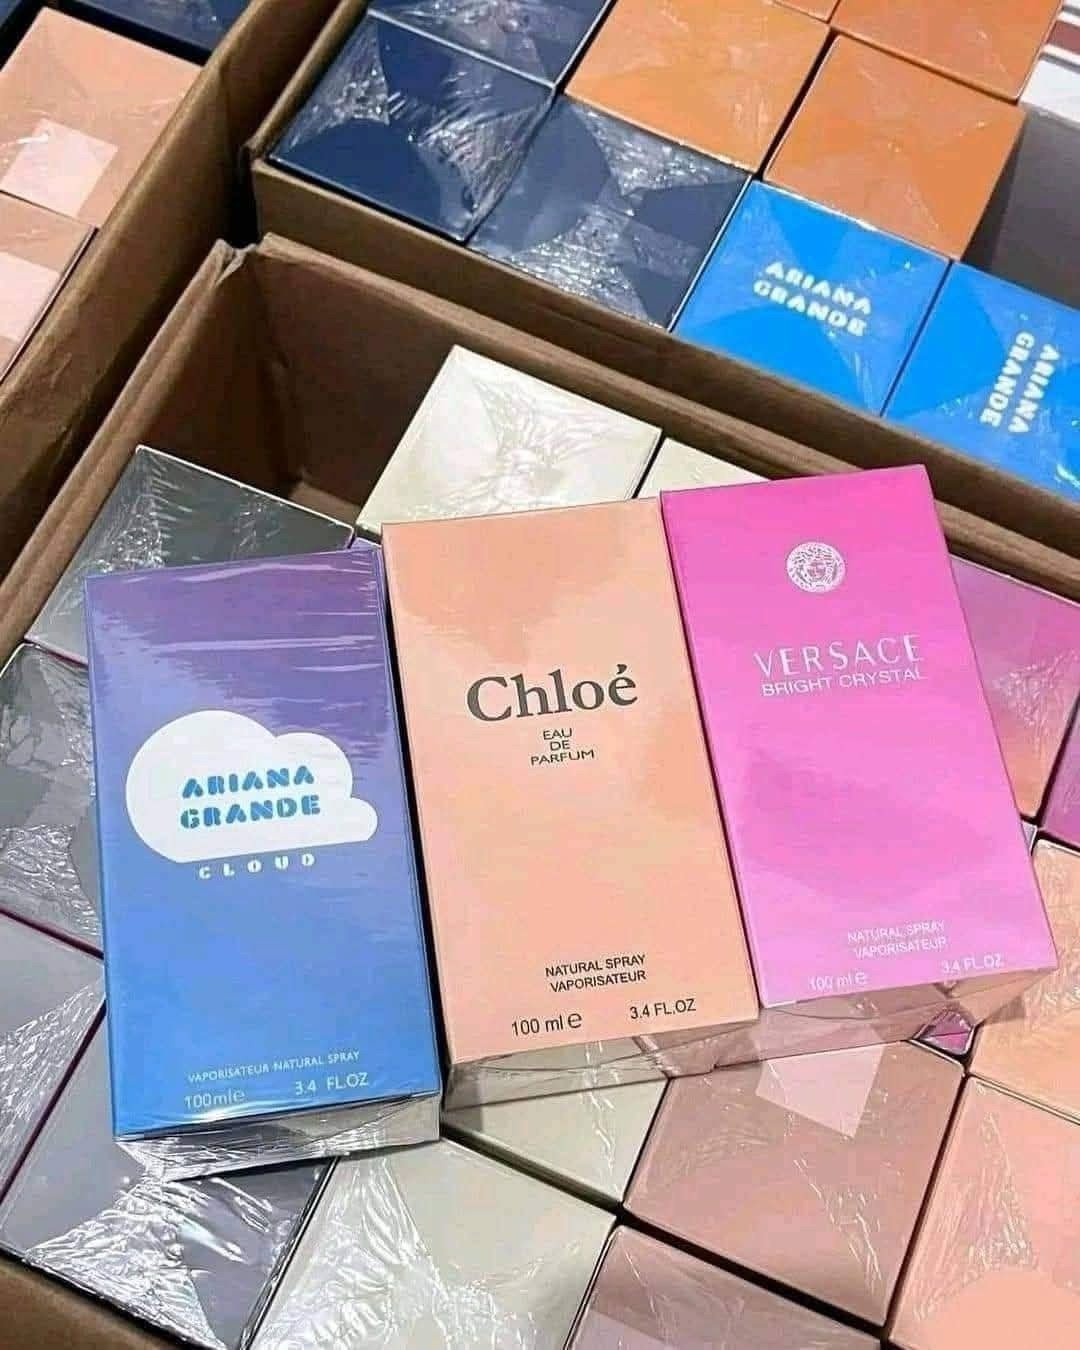 ARIANA
GRANDE
ARIANA
GRANDE
ARIANA
GRANDE
CLOUD
VAPORISATEUR NATURAL SPRAY
100ml e 3.4 FL.OZ
Chloé
EAU
DE
PARFUM
NATURAL SPRAY
VAPORISATEUR
100 ml e 3.4 FL.OZ
VERSACE
BRIGHT CRYSTAL
NATURAL SPRAY
VAPORISATEUR
100 ml e 3.4 FL.OZ